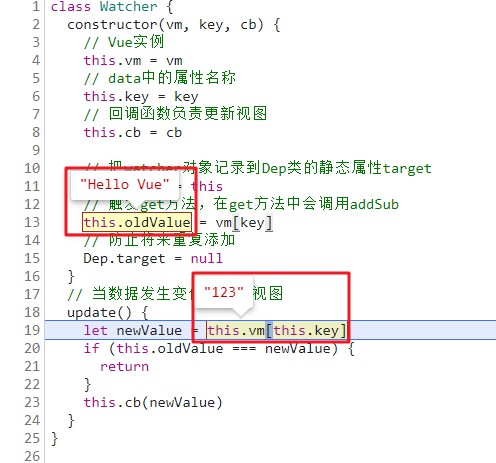 1 class Watcher {
2 constructor(vm, key, cb) {
3 // Vue实例
4 this.vm = vm
5 // data中的属性名称
6 this.key = key
7 // 回调函数负责更新视图
8 this.cb = cb
9
10 // 把watcher对象记录到Dep类的静态属性target
"Hello Vue"
11 = this
12 // 触发get方法，在get方法中会调用addSub
13 this.oldValue = vm[key]
14 // 防止将来重复添加
15 Dep.target = null
16 }
17 // 当数据发生变 视图
"123"
18 update() {
19 let newValue = this.vm[this.key]
20 if (this.oldValue === newValue) {
21 return
22 }
23 this.cb(newValue)
24 }
25 }
26